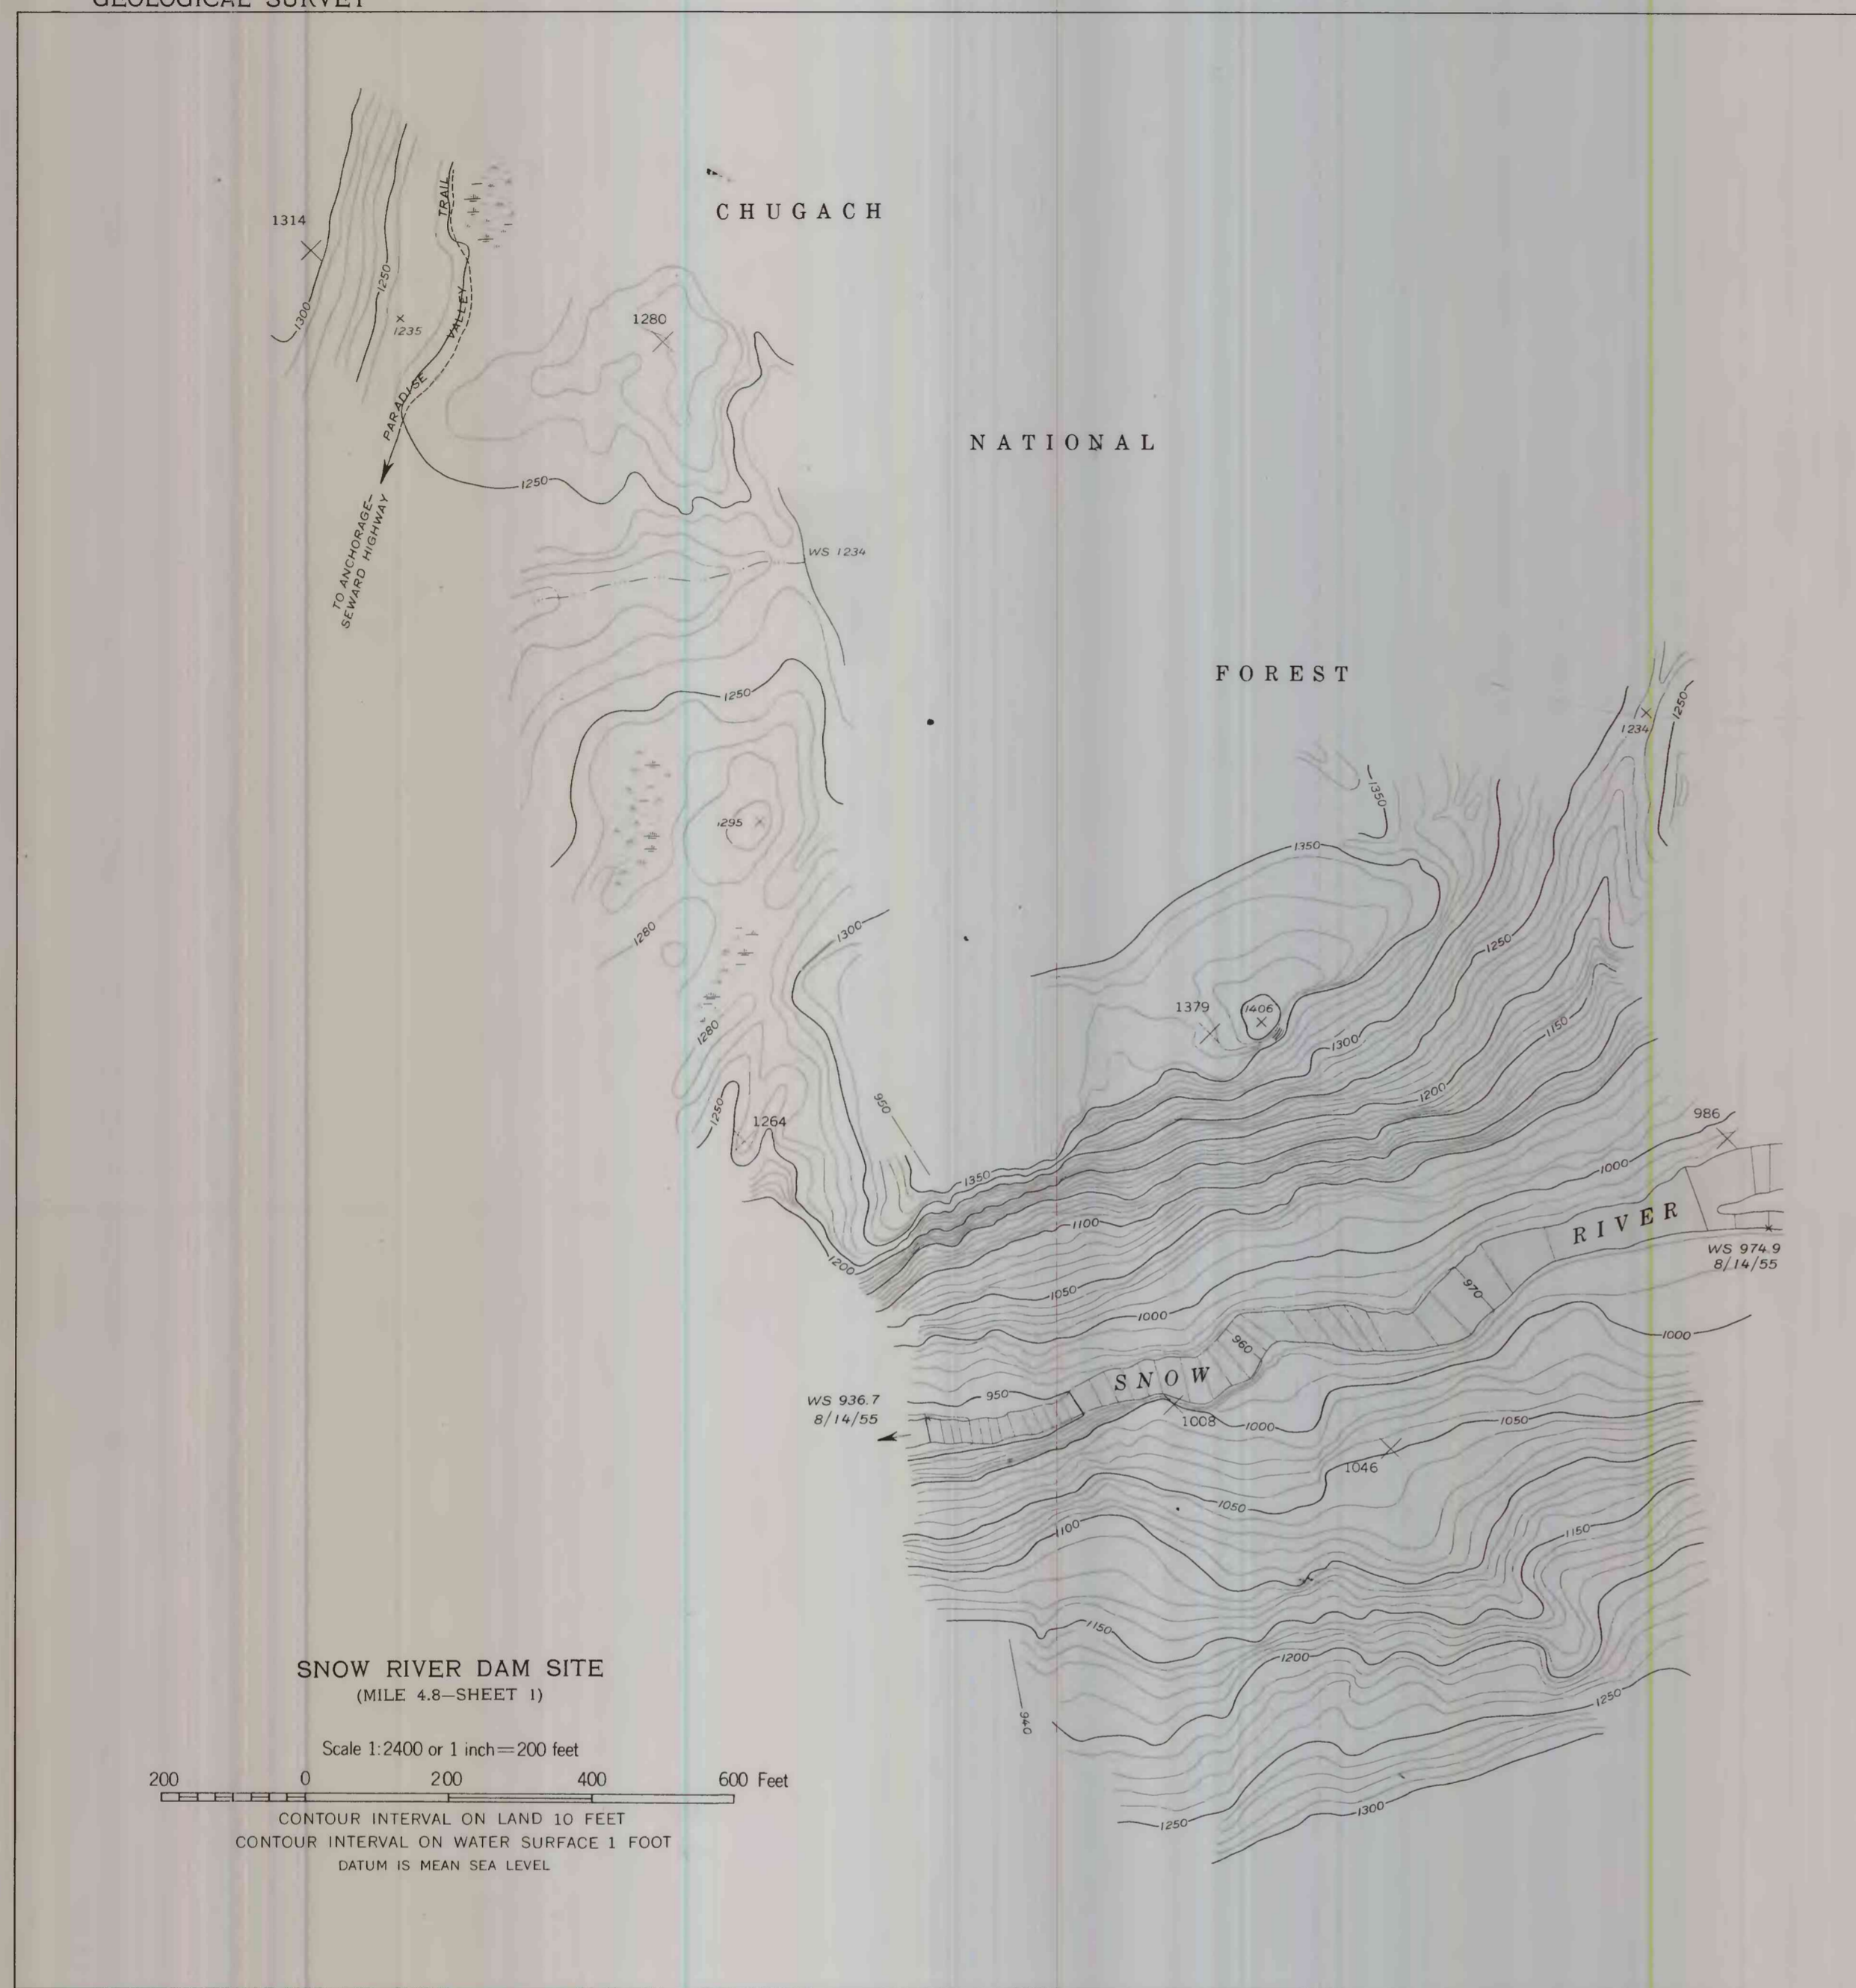 GEOLOGICAL SURVEY
CHUGACH
NATIONAL
FOREST
1314
1300
1250
1235
TRAIL
VALLEY
PARADISE
TO ANCHORAGE-
SEWARD HIGHWAY
1280
1250
WS 1234
1250
1295
1280
1300
1280
1250
1264
950
1234
1250
1350
1350
1250
1379
1406
1300
1150
1200
986
1350
1000
1100
RIVER
1200
WS 974.9
8/14/55
1050
970
1000
960
1000
SNOW
950
WS 936.7
8/14/55
1008
1000
1050
1046
1050
1100
1150
1150
1200
940
1250
1300
1250
SNOW RIVER DAM SITE
(MILE 4.8—SHEET 1)
Scale 1:2400 or 1 inch=200 feet
200 0 200 400 600 Feet
CONTOUR INTERVAL ON LAND 10 FEET
CONTOUR INTERVAL ON WATER SURFACE 1 FOOT
DATUM IS MEAN SEA LEVEL